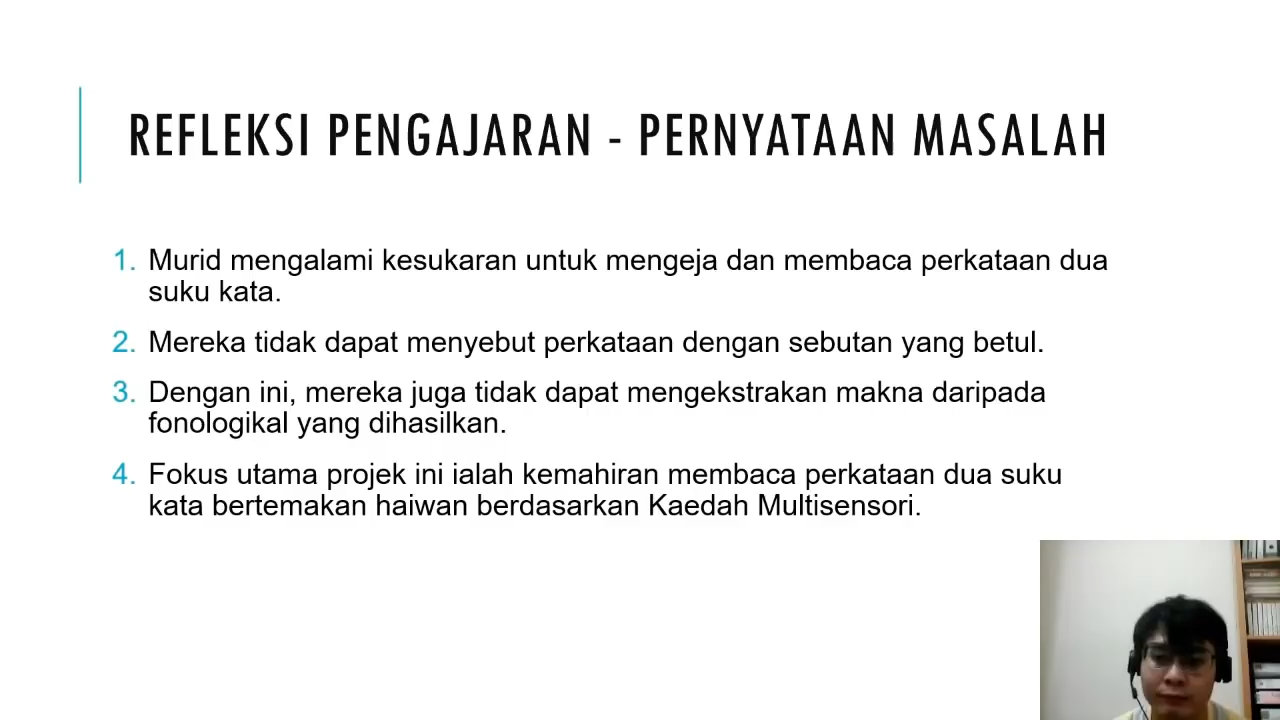 REFLEKSI PENGAJARAN - PERNYATAAN MASALAH
1. Murid mengalami kesukaran untuk mengeja dan membaca perkataan dua
suku kata.
2. Mereka tidak dapat menyebut perkataan dengan sebutan yang betul.
3. Dengan ini, mereka juga tidak dapat mengekstrakan makna daripada
fonologikal yang dihasilkan.
4. Fokus utama projek ini ialah kemahiran membaca perkataan dua suku
kata bertemakan haiwan berdasarkan Kaedah Multisensori.